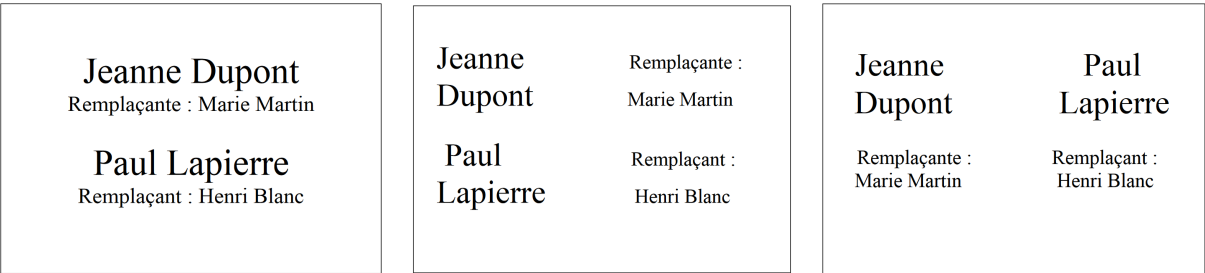 Jeanne Dupont
Remplaçante : Marie Martin
Paul Lapierre
Remplaçant : Henri Blanc
Jeanne
Dupont
Remplaçante :
Marie Martin
Paul
Lapierre
Remplaçant :
Henri Blanc
Jeanne
Dupont
Remplaçante :
Marie Martin
Paul
Lapierre
Remplaçant :
Henri Blanc